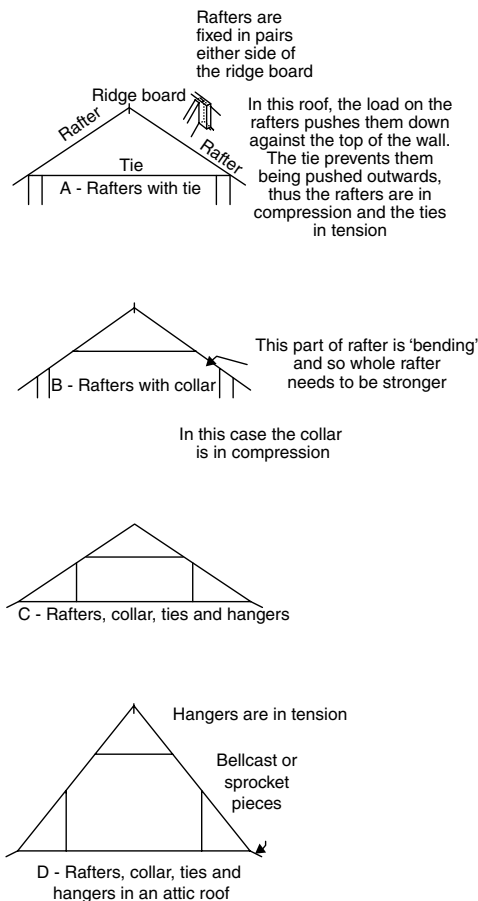 Rafters are
fixed in pairs
either side of
the ridge board
Ridge board
Rafter
Rafter
Tie
A - Rafters with tie
In this roof, the load on the
rafters pushes them down
against the top of the wall.
The tie prevents them
being pushed outwards,
thus the rafters are in
compression and the ties
in tension
This part of rafter is ‘bending’
and so whole rafter
needs to be stronger
B - Rafters with collar
In this case the collar
is in compression
C - Rafters, collar, ties and hangers
Hangers are in tension
Bellcast or
sprocket
pieces
D - Rafters, collar, ties and
hangers in an attic roof